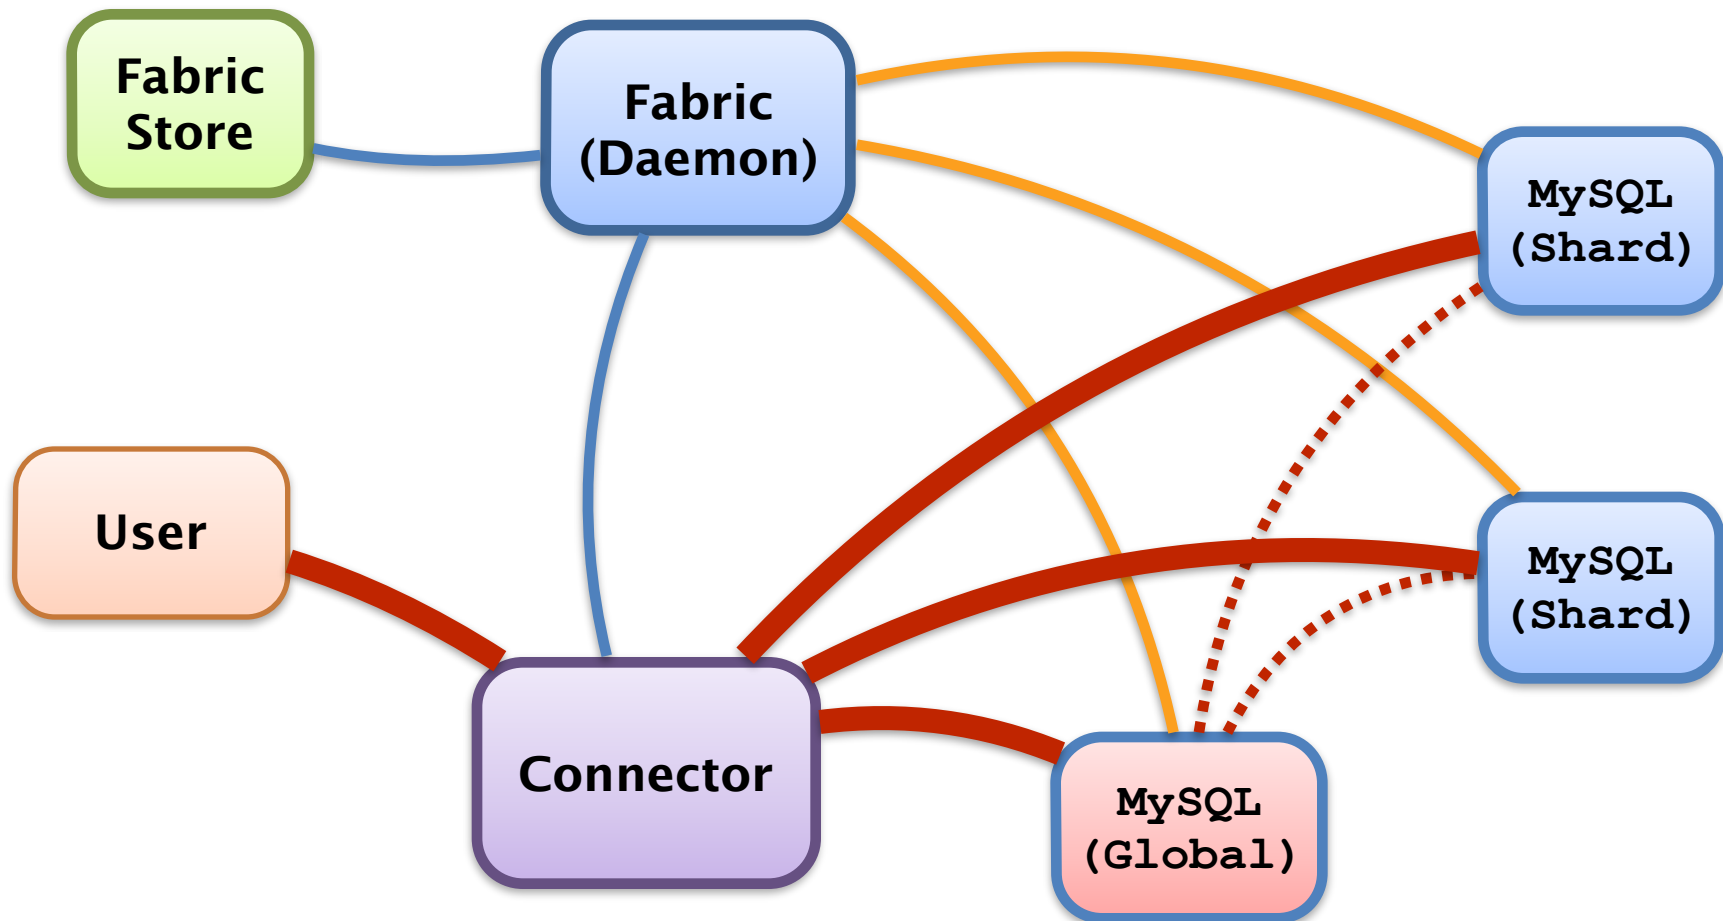 Fabric
Store
Fabric
(Daemon)
MySQL
(Shard)
User
MySQL
(Shard)
Connector
MySQL
(Global)